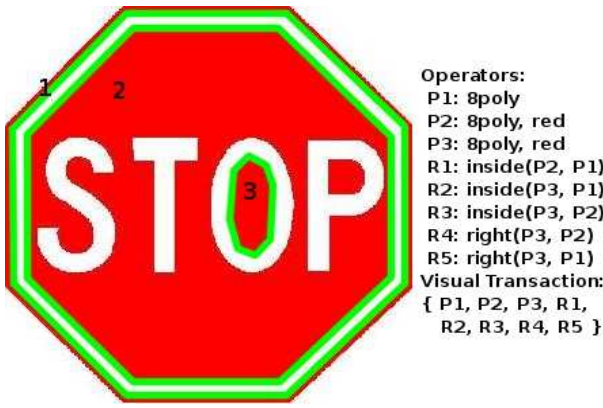 1
2
STOP
3
Operators:
P1: 8poly
P2: 8poly, red
P3: 8poly, red
R1: inside(P2, P1)
R2: inside(P3, P1)
R3: inside(P3, P2)
R4: right(P3, P2)
R5: right(P3, P1)
Visual Transaction:
{ P1, P2, P3, R1,
R2, R3, R4, R5 }